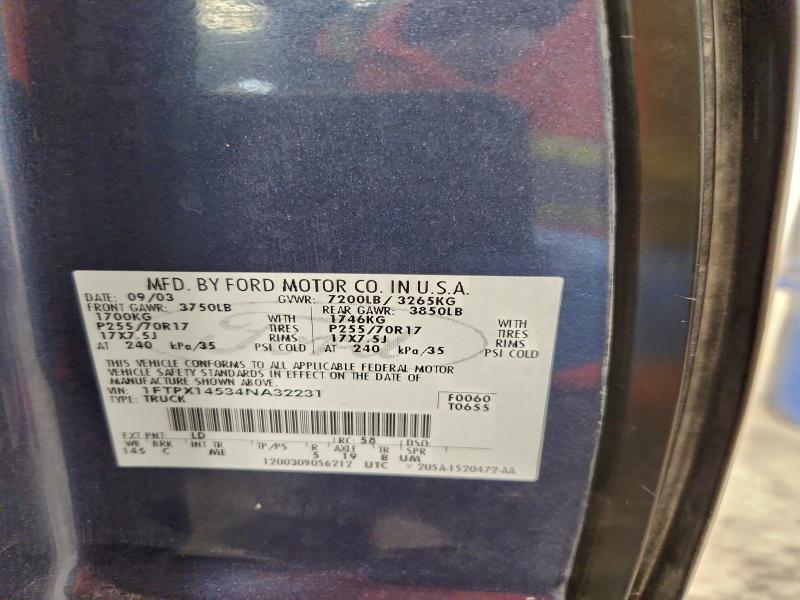 MFD. BY FORD MOTOR CO. IN U.S.A.
DATE: 09/03 GVWR: 7200LB/ 3265KG
FRONT GAWR: 3750LB REAR GAWR: 3850LB
1700KG WITH 1746KG WITH
P255/70R17 TIRES P255/70R17 TIRES
17X7.5J RIMS 17X7.5J RIMS
AT 240 kPa/35 PSI COLD AT 240 kPa/35 PSI COLD
Ford
THIS VEHICLE CONFORMS TO ALL APPLICABLE FEDERAL MOTOR
VEHICLE SAFETY STANDARDS IN EFFECT ON THE DATE OF
MANUFACTURE SHOWN ABOVE.
VIN: 1FTPX14534NA32231 F0060
TYPE: TRUCK T0655
EXT PNT: LD RC: 58 DSO:
WB BRK INT TR TP/PS R AXLE TR SPR
145 C ME 5 19 B UM
1200309056212 UTC 2U5A-1520472-AA